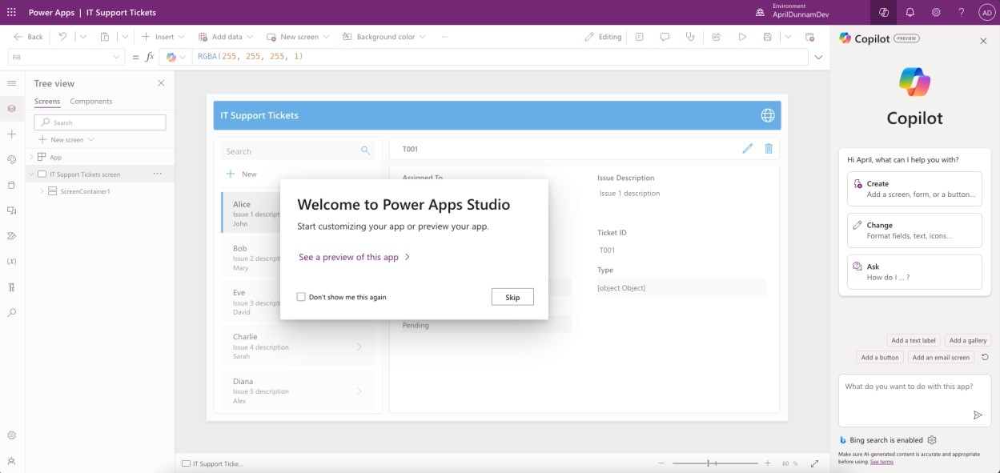 Power Apps | IT Support Tickets
Environment
AprilDunnamDev
AD
Back
Insert
Add data
New screen
Background color
Editing
Fill
= fx
RGBA(255, 255, 255, 1)
Tree view
Screens Components
Search
New screen
App
IT Support Tickets screen
ScreenContainer1
IT Support Tickets
Search
New
Alice
Issue 1 descript
John
Bob
Issue 2 descript
Mary
Eve
Issue 3 descript
David
Charlie
Issue 4 description
Sarah
Diana
Issue 5 description
Alex
T001
Assigned To
Pending
Issue Description
Issue 1 description
Ticket ID
T001
Type
[object Object]
Welcome to Power Apps Studio
Start customizing your app or preview your app.
See a preview of this app
Don't show me this again
Skip
IT Support Ticke...
80 %
Copilot PREVIEW
Copilot
Hi April, what can I help you with?
Create
Add a screen, form, or a button...
Change
Format fields, text, icons...
Ask
How do I ... ?
Add a text label Add a gallery
Add a button Add an email screen
What do you want to do with this app?
Bing search is enabled
Make sure AI-generated content is accurate and appropriate
before using. See terms